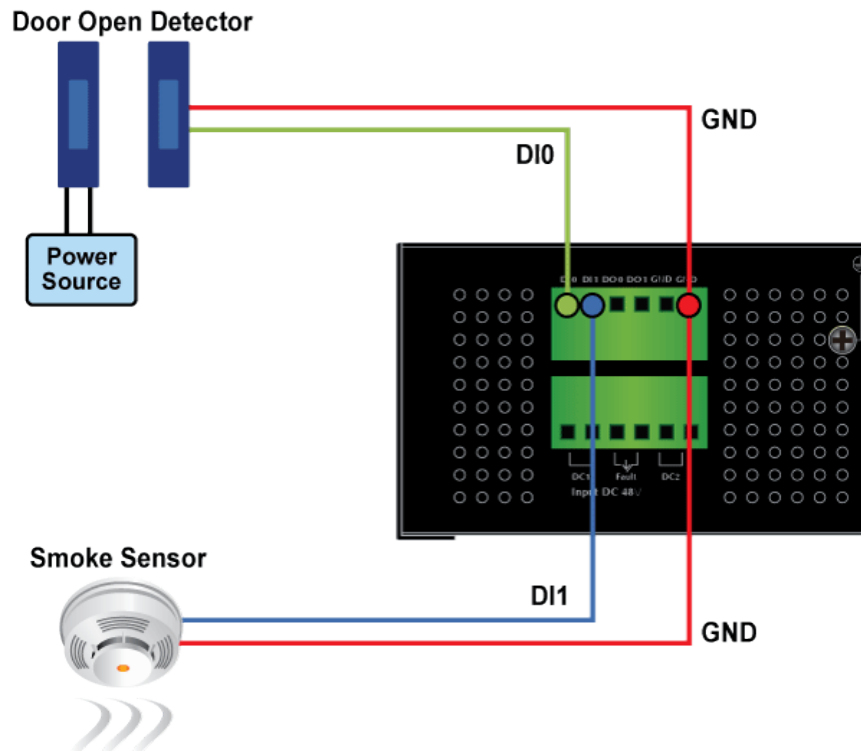 Door Open Detector
GND
DI0
Power
Source
DI0 DI1 DO0 DO1 GND GND
DC1
Fault
DC2
Input DC 48V
Smoke Sensor
DI1
GND